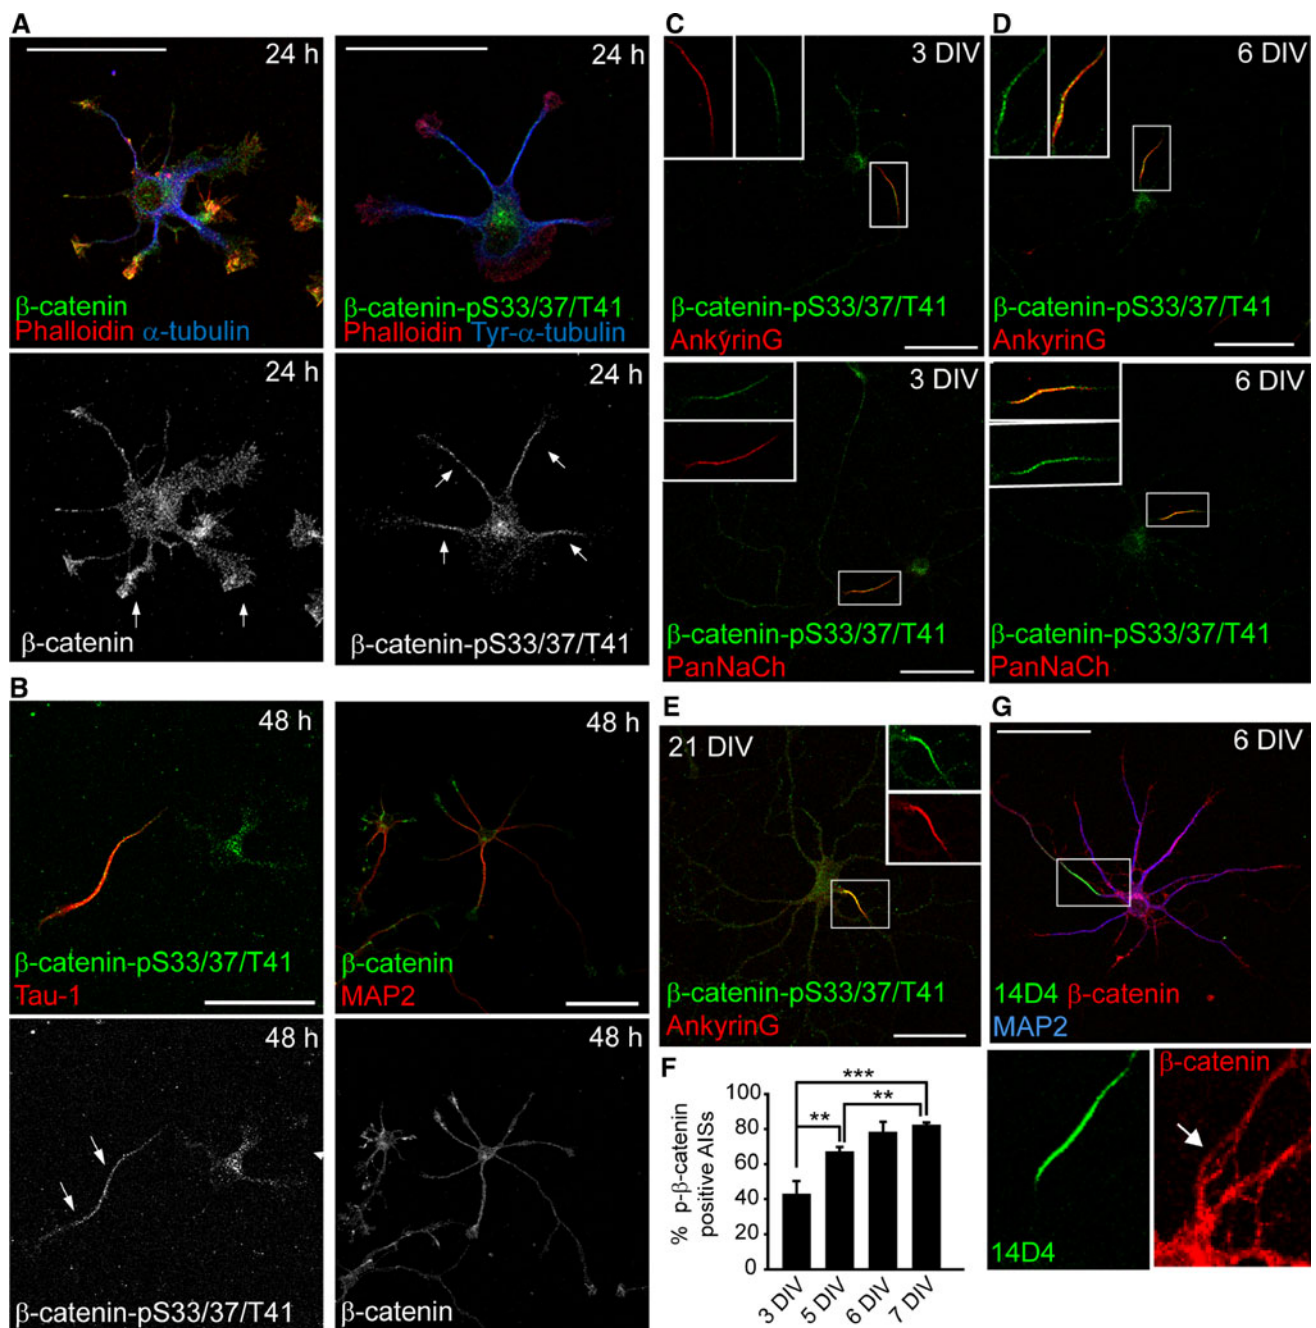 A
24 h
β-catenin
Phalloidin α-tubulin
24 h
β-catenin-pS33/37/T41
Phalloidin Tyr-α-tubulin
24 h
β-catenin
24 h
β-catenin-pS33/37/T41
B
48 h
β-catenin-pS33/37/T41
Tau-1
48 h
β-catenin
MAP2
48 h
β-catenin-pS33/37/T41
48 h
β-catenin
C
3 DIV
β-catenin-pS33/37/T41
AnkyrinG
3 DIV
β-catenin-pS33/37/T41
PanNaCh
D
6 DIV
β-catenin-pS33/37/T41
AnkyrinG
6 DIV
β-catenin-pS33/37/T41
PanNaCh
E
21 DIV
β-catenin-pS33/37/T41
AnkyrinG
F
% p-β-catenin
positive AISs
100
80
60
40
20
0
***
**
**
3 DIV
5 DIV
6 DIV
7 DIV
G
6 DIV
14D4 β-catenin
MAP2
14D4
β-catenin